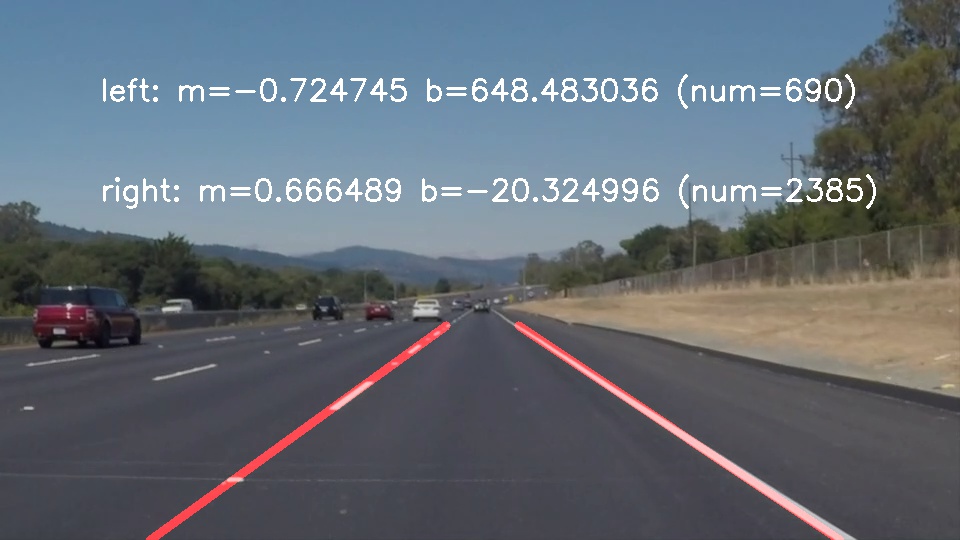 left: m=-0.724745 b=648.483036 (num=690)
right: m=0.666489 b=-20.324996 (num=2385)